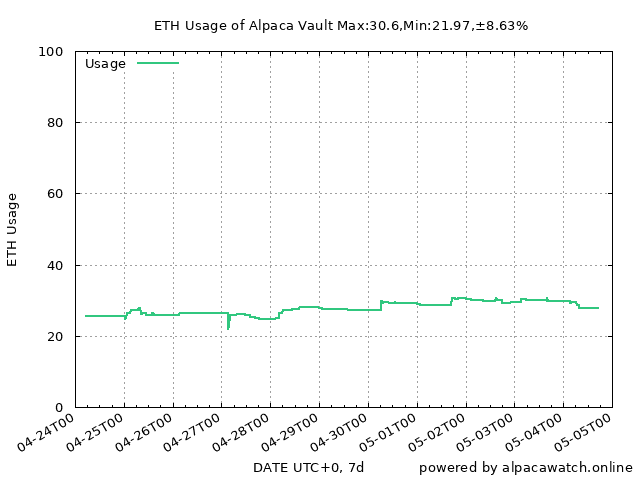 ETH Usage of Alpaca Vault Max:30.6,Min:21.97,±8.63%
100
Usage
80
60
40
20
0
ETH Usage
04-24T00
04-25T00
04-26T00
04-27T00
04-28T00
04-29T00
04-30T00
05-01T00
05-02T00
05-03T00
05-04T00
05-05T00
DATE UTC+0, 7d
powered by alpacawatch.online